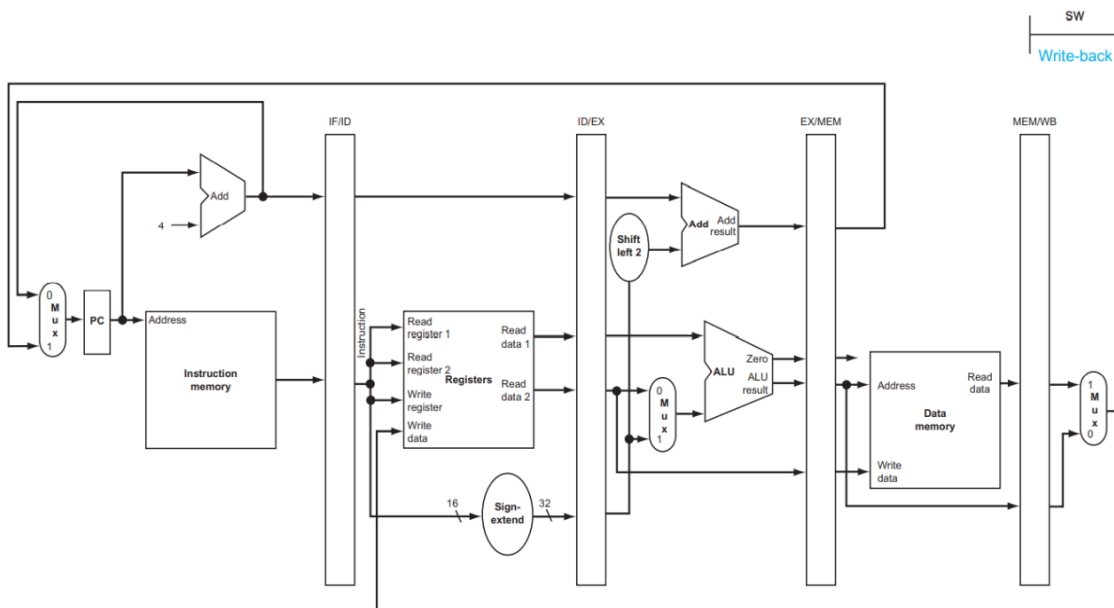 SW
Write-back
IF/ID
ID/EX
EX/MEM
MEM/WB
Add
4
Add
Add
result
Shift
left 2
0
M
u
x
1
PC
Address
Instruction
memory
Instruction
Read
register 1
Read
register 2
Write
register
Write
data
Registers
Read
data 1
Read
data 2
16
Sign-
extend
32
0
M
u
x
1
ALU
Zero
ALU
result
Address
Read
data
Data
memory
Write
data
1
M
u
x
0